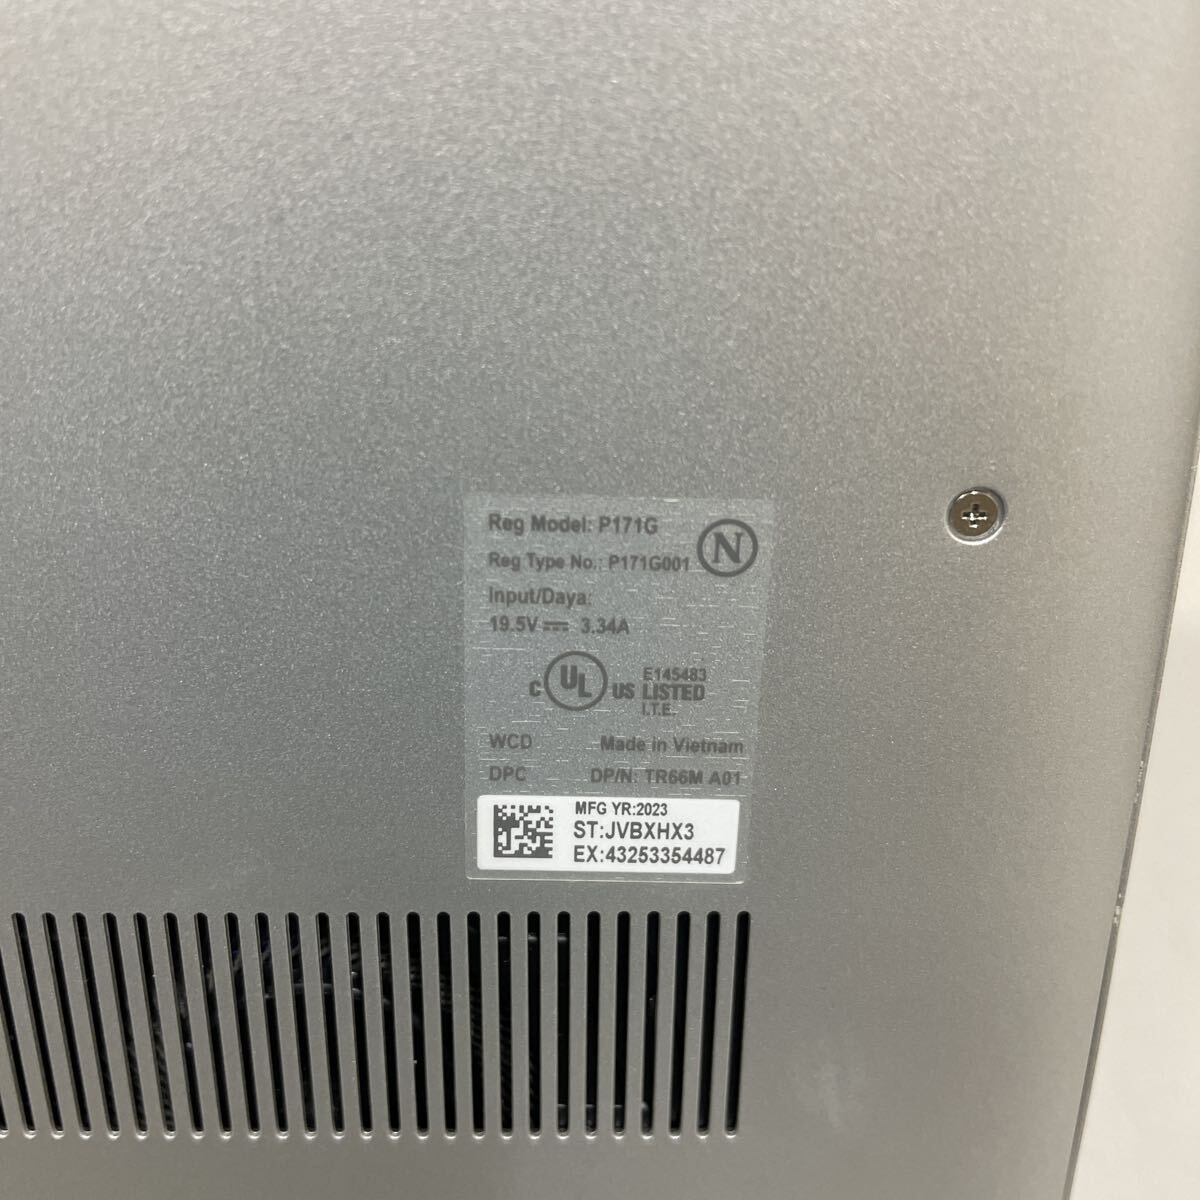 Reg Model: P171G
Reg Type No.: P171G001
N
Input/Daya:
19.5V 3.34A
C UL US LISTED
E145483
I.T.E.
WCD Made in Vietnam
DPC DP/N: TR66M A01
MFG YR:2023
ST:JVBXHX3
EX:43253354487